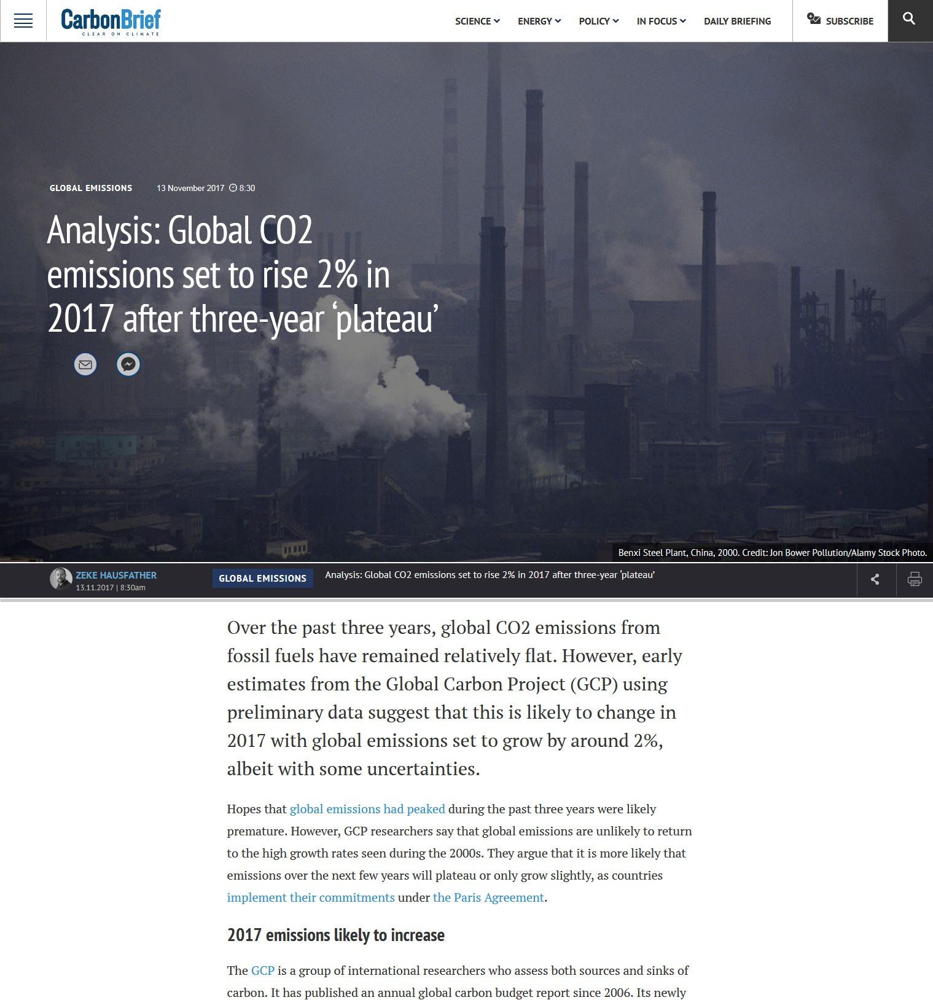 CarbonBrief
CLEAR ON CLIMATE
SCIENCE
ENERGY
POLICY
IN FOCUS
DAILY BRIEFING
SUBSCRIBE
GLOBAL EMISSIONS
13 November 2017 8:30
Analysis: Global CO2
emissions set to rise 2% in
2017 after three-year ‘plateau’
Benxi Steel Plant, China, 2000. Credit: Jon Bower Pollution/Alamy Stock Photo.
ZEKE HAUSFATHER
13.11.2017 | 8:30am
GLOBAL EMISSIONS
Analysis: Global CO2 emissions set to rise 2% in 2017 after three-year ‘plateau’
Over the past three years, global CO2 emissions from
fossil fuels have remained relatively flat. However, early
estimates from the Global Carbon Project (GCP) using
preliminary data suggest that this is likely to change in
2017 with global emissions set to grow by around 2%,
albeit with some uncertainties.
Hopes that global emissions had peaked during the past three years were likely
premature. However, GCP researchers say that global emissions are unlikely to return
to the high growth rates seen during the 2000s. They argue that it is more likely that
emissions over the next few years will plateau or only grow slightly, as countries
implement their commitments under the Paris Agreement.
2017 emissions likely to increase
The GCP is a group of international researchers who assess both sources and sinks of
carbon. It has published an annual global carbon budget report since 2006. Its newly